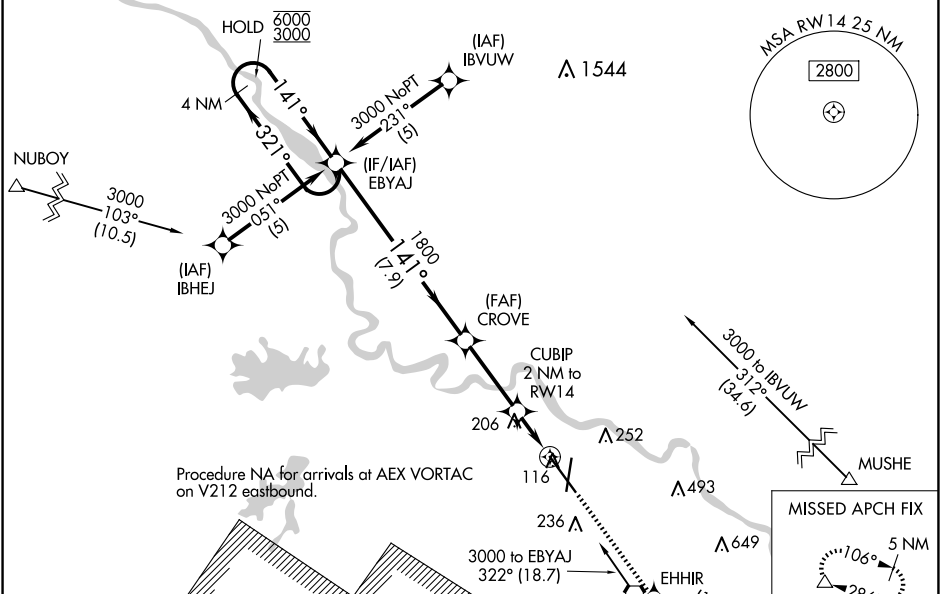 HOLD 6000
3000
(IAF)
IBVUW
1544
MSA RW14 25 NM
2800
4 NM
141°
321°
3000 NoPT
231°
(5)
(IF/IAF)
EBYAJ
NUBOY
3000
103°
(10.5)
3000 NoPT
051°
(5)
(IAF)
IBHEJ
1800
141°
(7.9)
(FAF)
CROVE
CUBIP
2 NM to
RW14
206
252
116
493
236
649
3000 to IBVUW
312°
(34.6)
MUSHE
Procedure NA for arrivals at AEX VORTAC
on V212 eastbound.
3000 to EBYAJ
322° (18.7)
EHHIR
MISSED APCH FIX
106°
5 NM